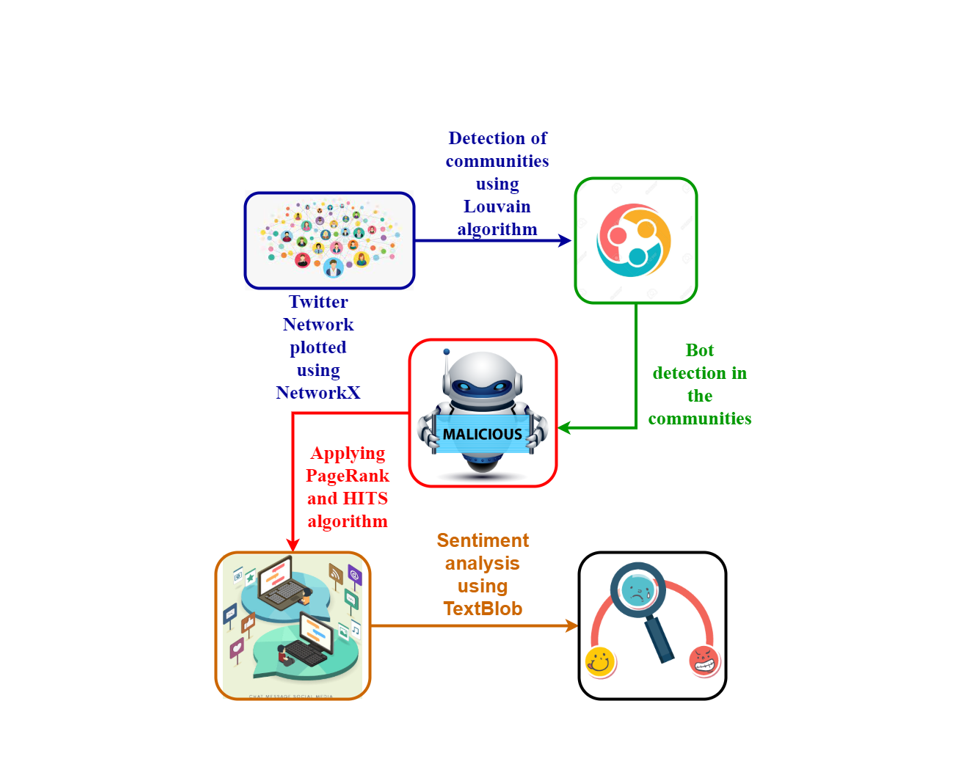 Detection of
communities
using
Louvain
algorithm
Twitter
Network
plotted
using
NetworkX
Bot
detection in
the
communities
MALICIOUS
Applying
PageRank
and HITS
algorithm
Sentiment
analysis
using
TextBlob
CHAT MESSAGE SOCIAL MEDIA